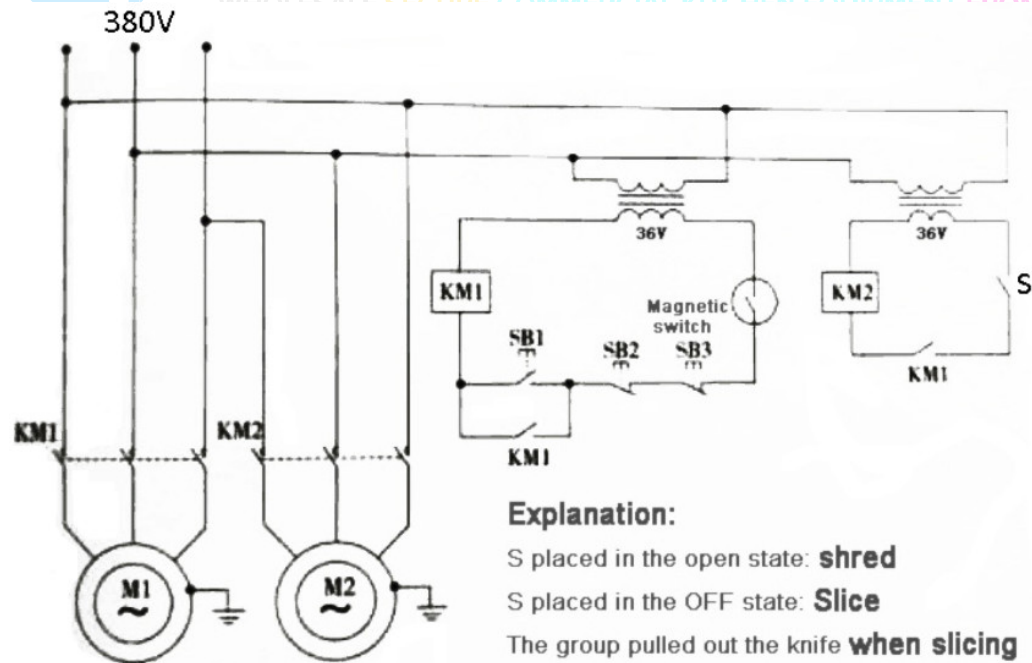 380V
36V
36V
KM1
Magnetic
switch
KM2
S
SB1
SB2
SB3
KM1
KM1
KM2
KM1
M1
~
M2
~
Explanation:
S placed in the open state: shred
S placed in the OFF state: Slice
The group pulled out the knife when slicing